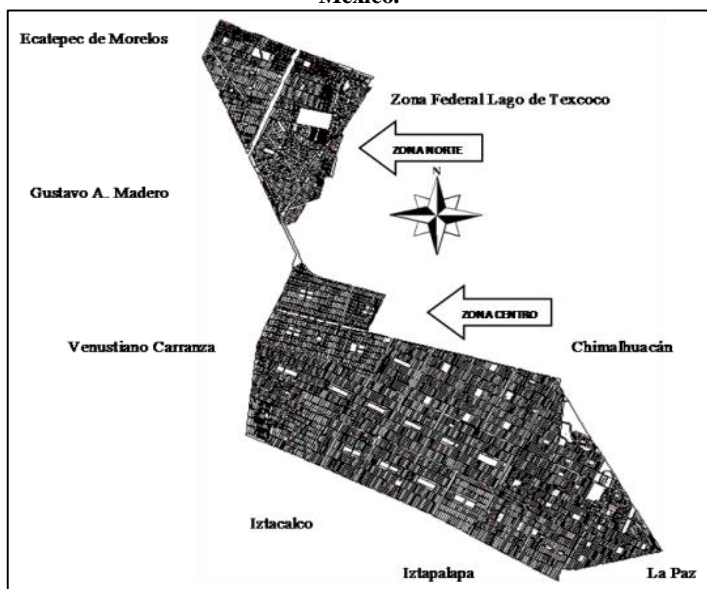 México.
Ecatepec de Morelos
Zona Federal Lago de Texcoco
ZONA NORTE
Gustavo A. Madero
N
ZONA CENTRO
Venustiano Carranza
Chimalhuacán
Iztacalco
Iztapalapa
La Paz